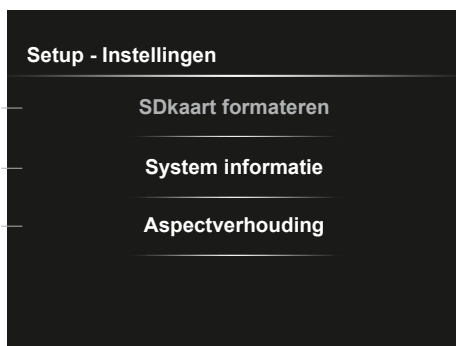 Setup - Instellingen
SDkaart formateren
System informatie
Aspectverhouding